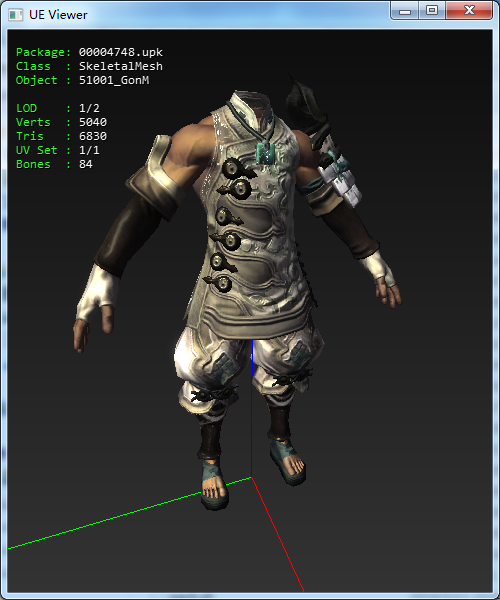 UE Viewer
Package: 00004748.upk
Class : SkeletalMesh
Object : 51001_GonM
LOD : 1/2
Verts : 5040
Tris : 6830
UV Set : 1/1
Bones : 84